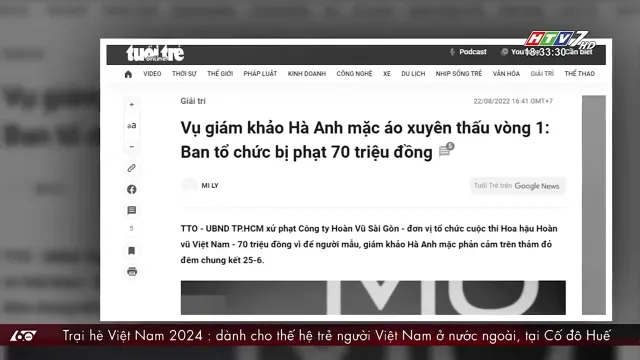 tuổi trẻ
ONLINE
Podcast
HTV7 HD
18:33:30
VIDEO THỜI SỰ THẾ GIỚI PHÁP LUẬT KINH DOANH CÔNG NGHỆ XE DU LỊCH NHỊP SỐNG TRẺ VĂN HÓA GIẢI TRÍ THỂ THAO
Giải trí
22/08/2022 16:41 GMT+7
+
aA
-
Vụ giám khảo Hà Anh mặc áo xuyên thấu vòng 1:
Ban tổ chức bị phạt 70 triệu đồng
5
MI LY
Tuổi Trẻ trên Google News
5
TTO - UBND TP.HCM xử phạt Công ty Hoàn Vũ Sài Gòn - đơn vị tổ chức cuộc thi Hoa hậu Hoàn
vũ Việt Nam - 70 triệu đồng vì để người mẫu, giám khảo Hà Anh mặc phản cảm trên thảm đỏ
đêm chung kết 25-6.
60
Trại hè Việt Nam 2024 : dành cho thế hệ trẻ người Việt Nam ở nước ngoài, tại Cố đô Huế